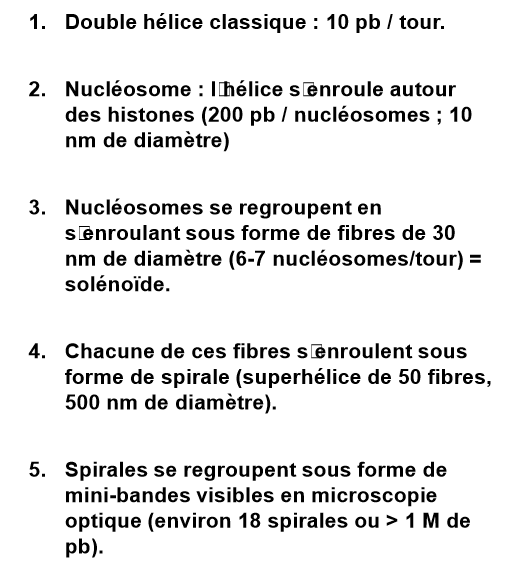 1. Double hélice classique : 10 pb / tour.
2. Nucléosome : l□hélice s□enroule autour
des histones (200 pb / nucléosomes ; 10
nm de diamètre)
3. Nucléosomes se regroupent en
s□enroulant sous forme de fibres de 30
nm de diamètre (6-7 nucléosomes/tour) =
solénoïde.
4. Chacune de ces fibres s□enroulent sous
forme de spirale (superhélice de 50 fibres,
500 nm de diamètre).
5. Spirales se regroupent sous forme de
mini-bandes visibles en microscopie
optique (environ 18 spirales ou > 1 M de
pb).